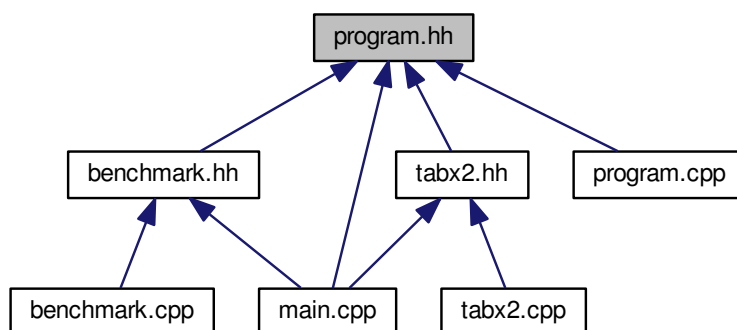 program.hh
benchmark.hh
tabx2.hh
program.cpp
benchmark.cpp
main.cpp
tabx2.cpp